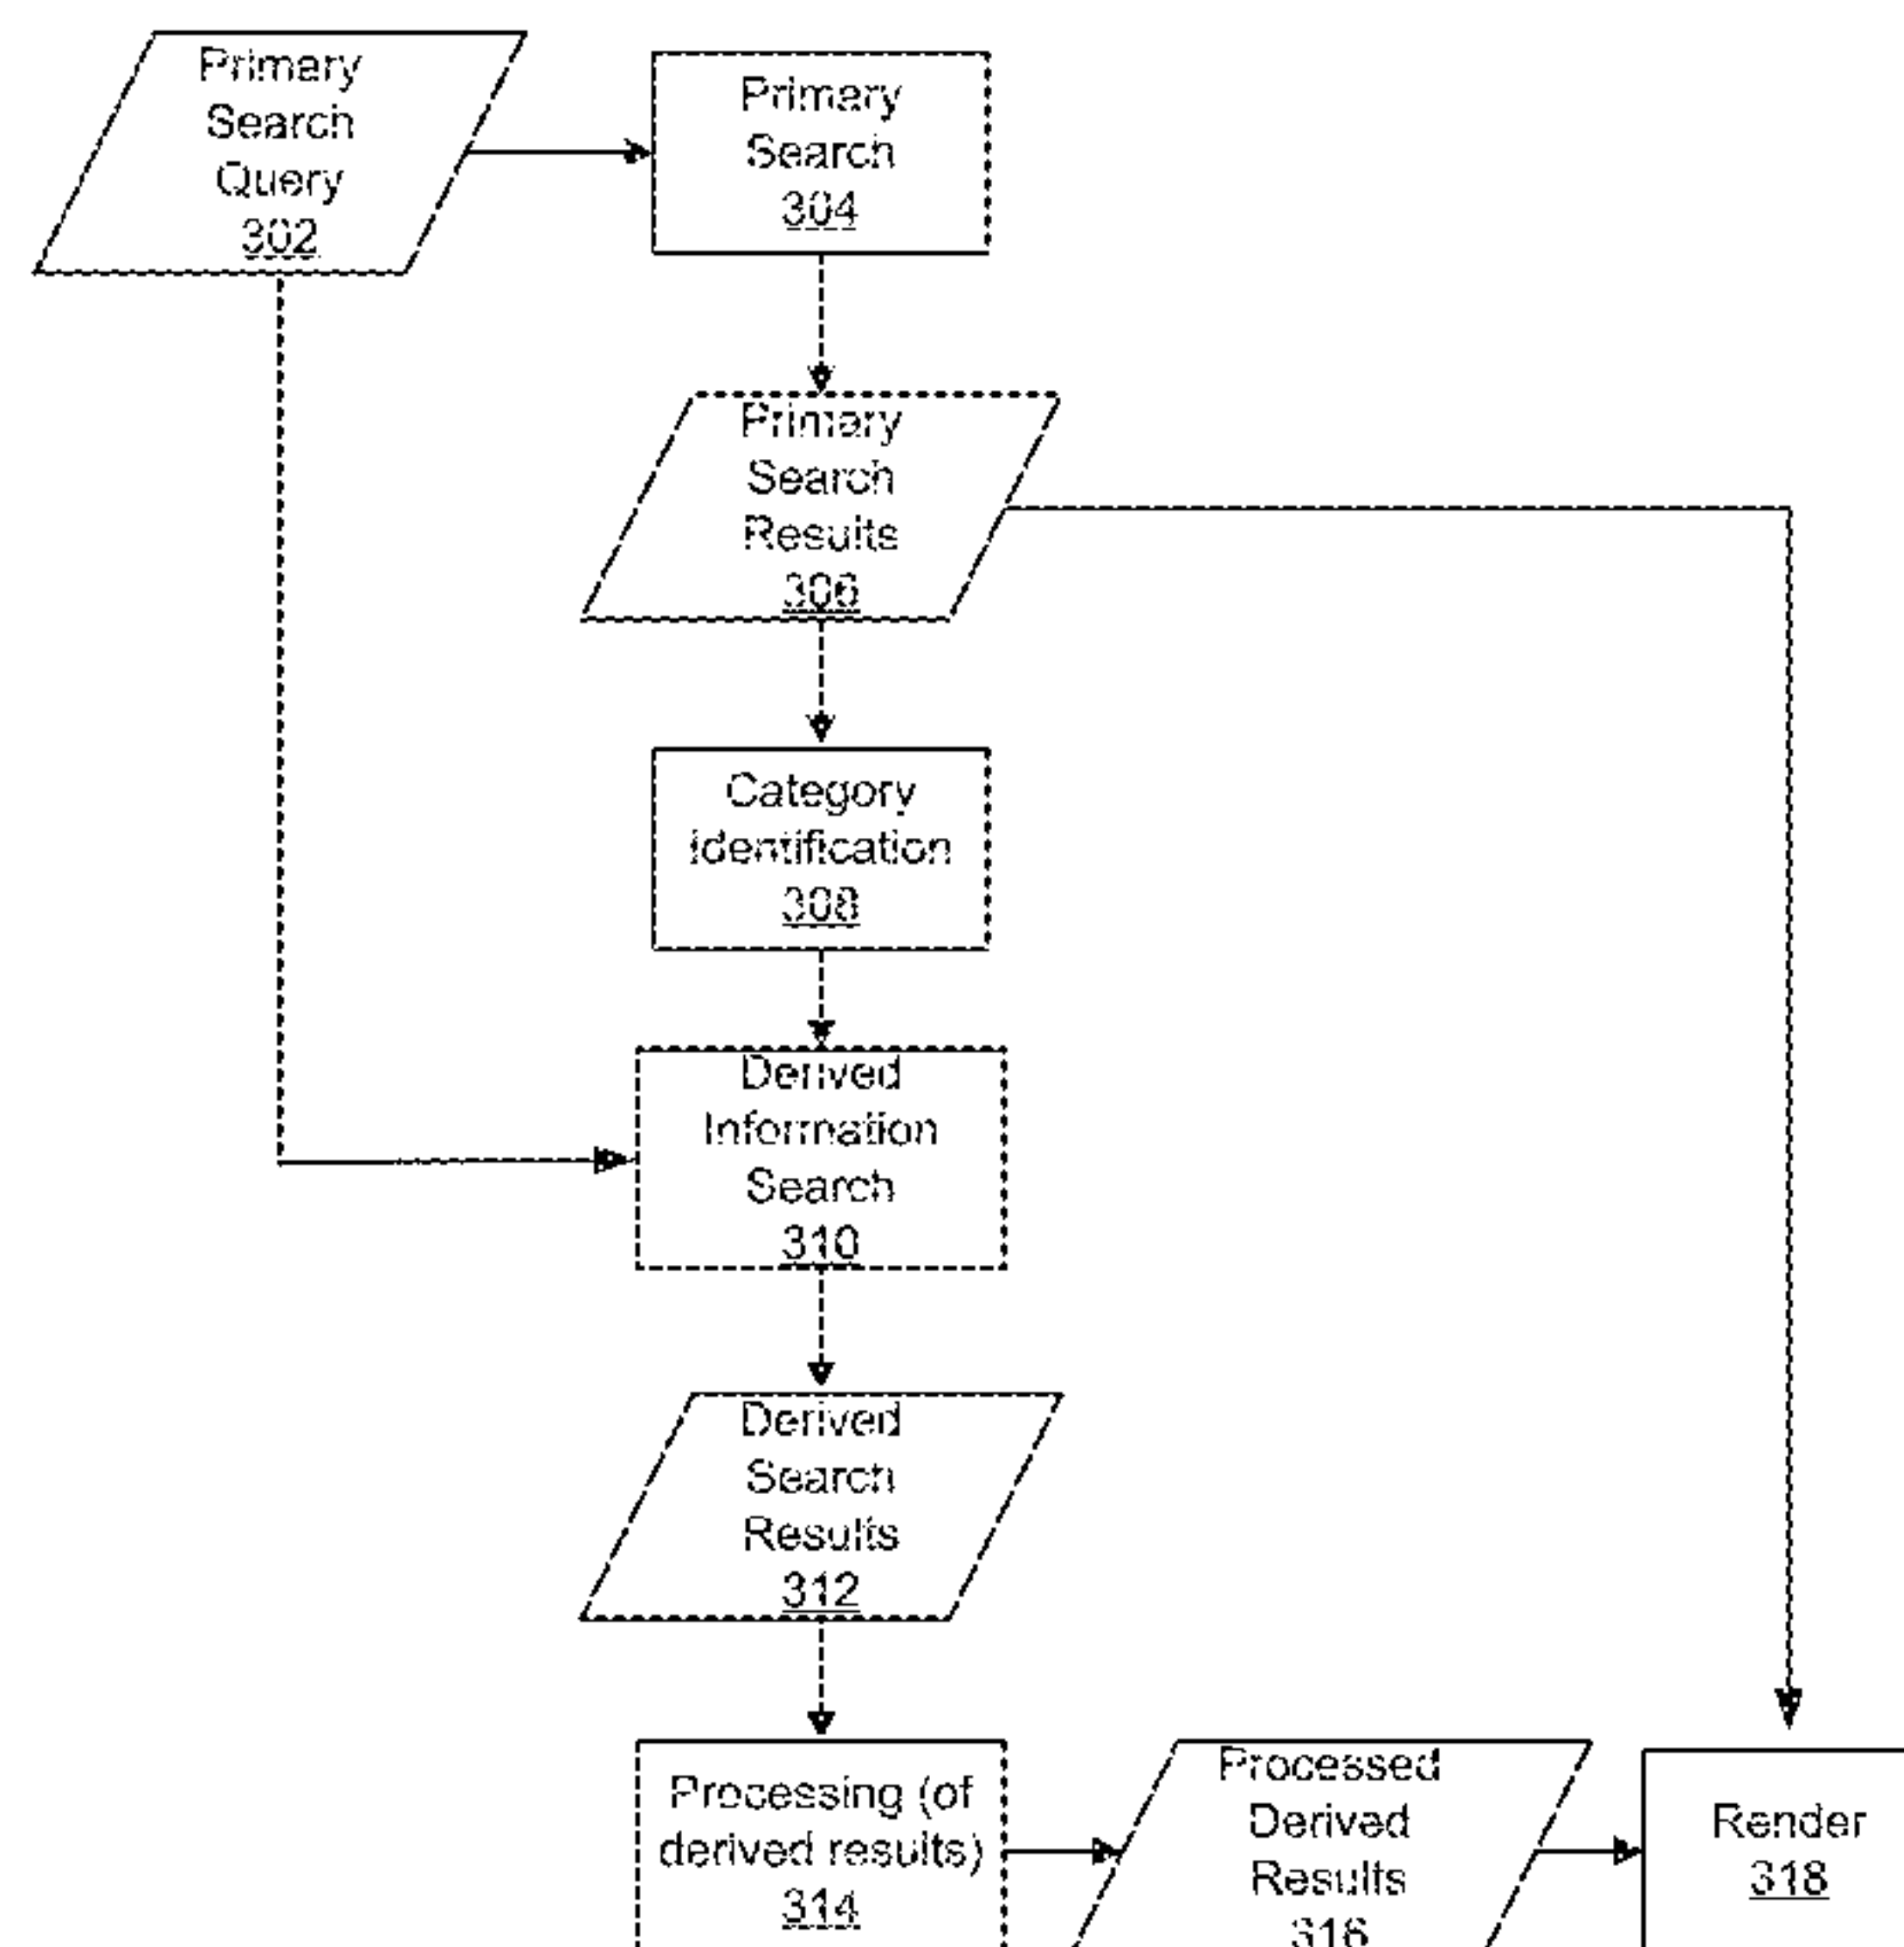 Primary
Search
Query
302
Primary
Search
304
Primary
Search
Results
306
Category
Identification
308
Derived
Information
Search
310
Derived
Search
Results
312
Processing (of
derived results)
314
Processed
Derived
Results
316
Render
318